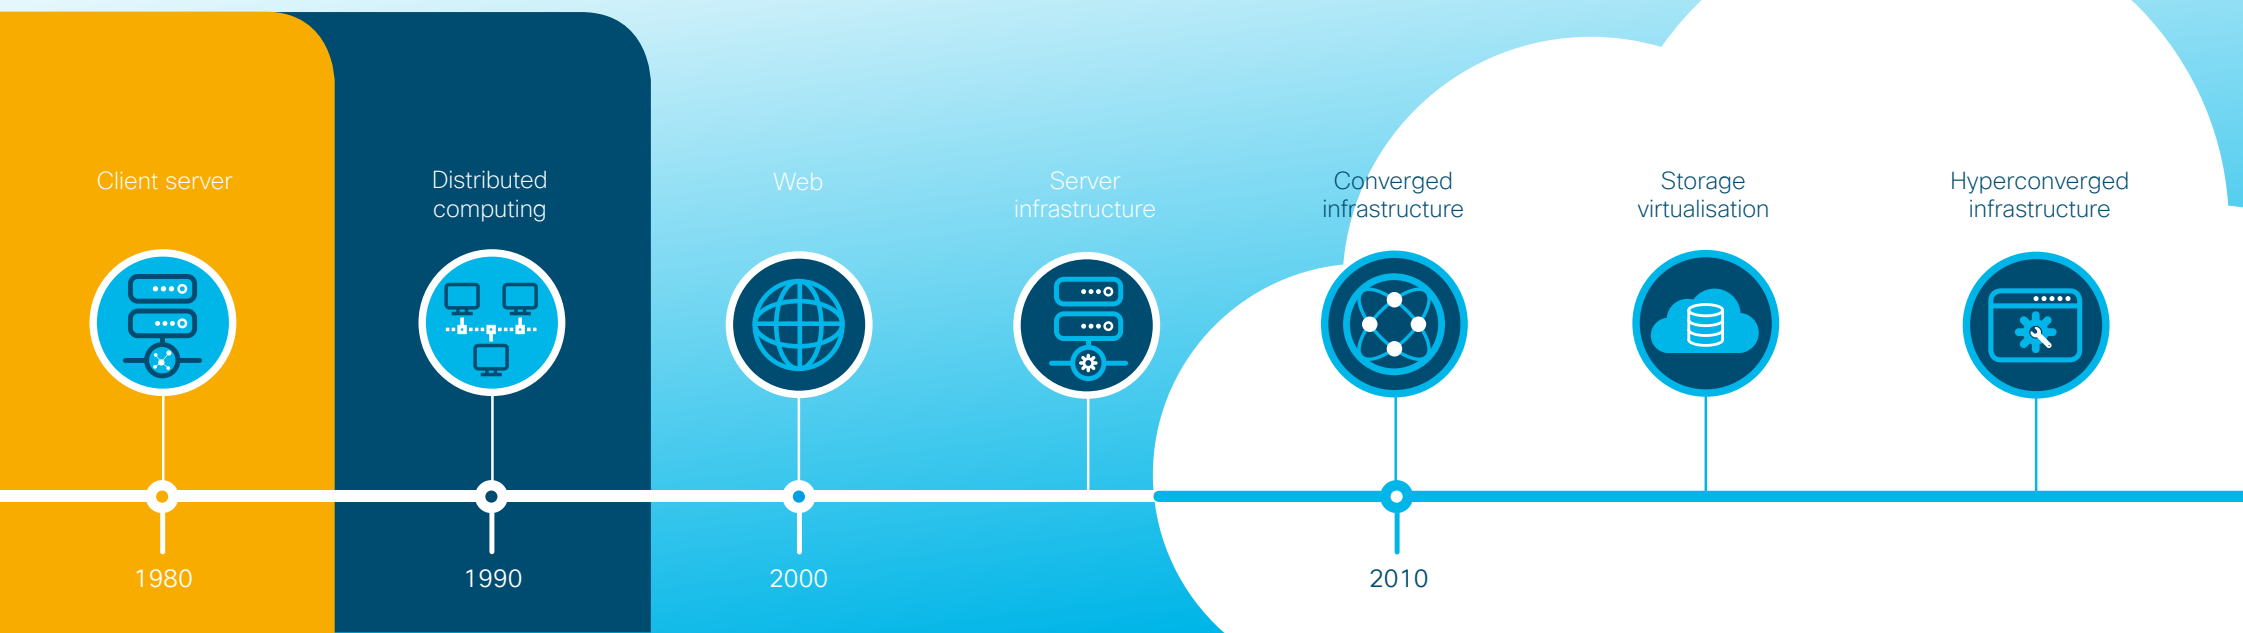 Client server
Distributed
computing
Web
Server
infrastructure
Converged
infrastructure
Storage
virtualisation
Hyperconverged
infrastructure
1980
1990
2000
2010